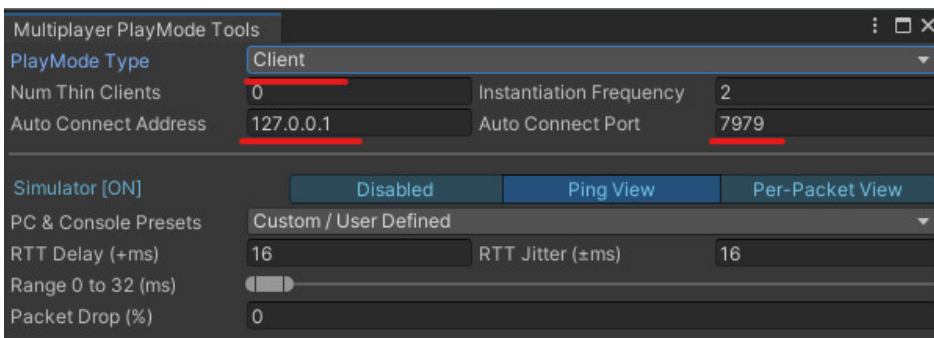 Multiplayer PlayMode Tools
PlayMode Type Client
Num Thin Clients 0 Instantiation Frequency 2
Auto Connect Address 127.0.0.1 Auto Connect Port 7979
Simulator [ON] Disabled Ping View Per-Packet View
PC & Console Presets Custom / User Defined
RTT Delay (+ms) 16 RTT Jitter (±ms) 16
Range 0 to 32 (ms)
Packet Drop (%) 0